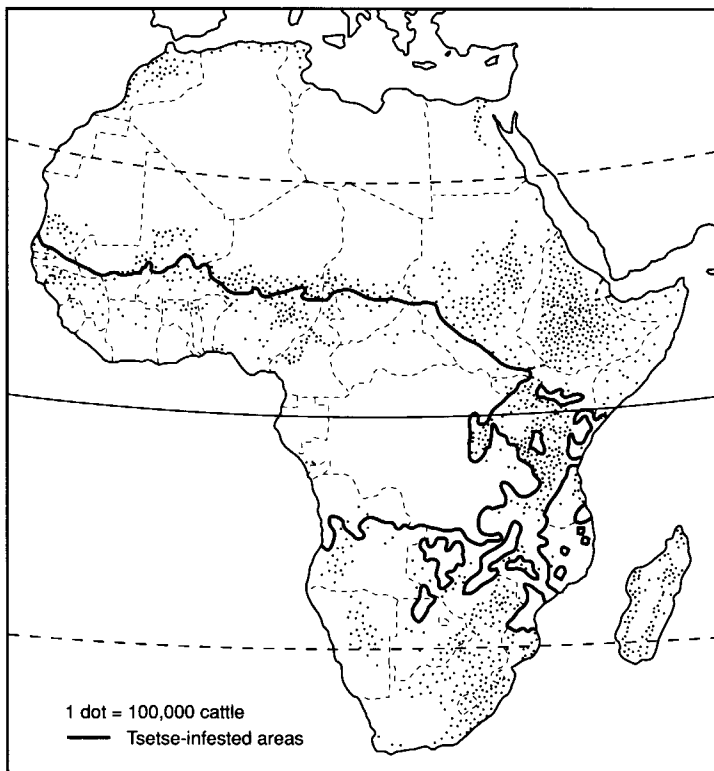 1 dot = 100,000 cattle
Tsetse-infested areas